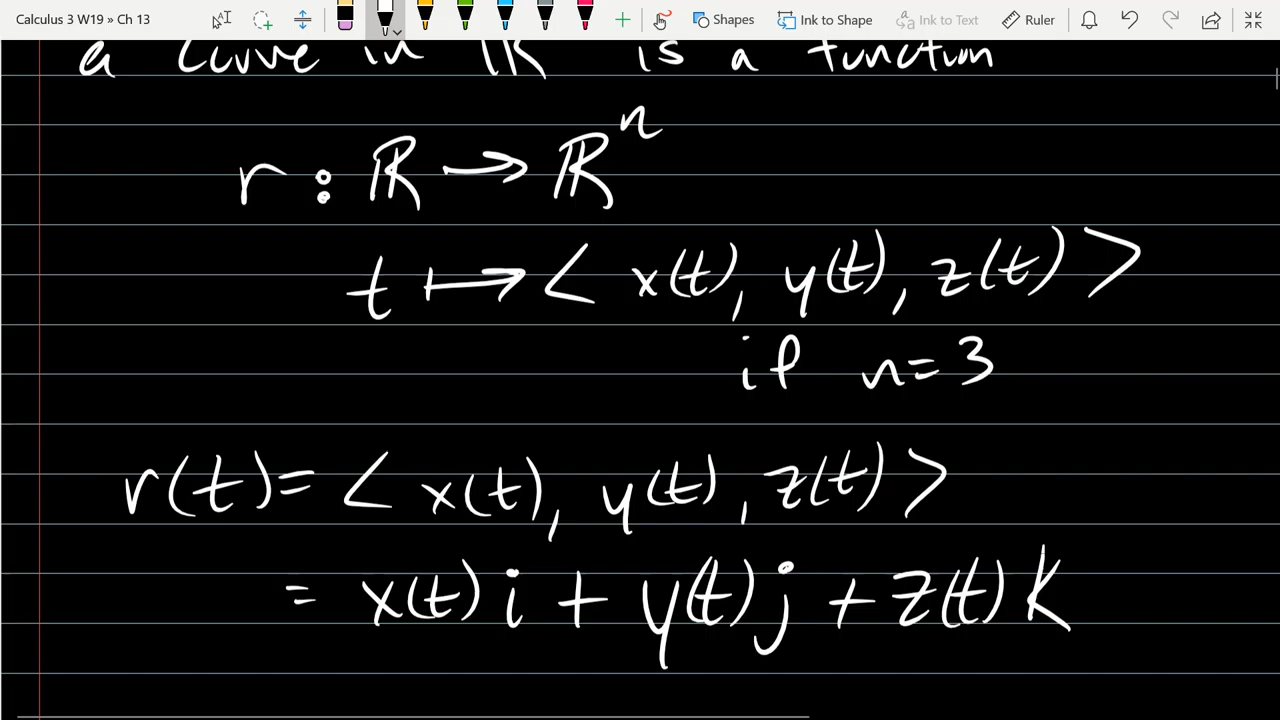 Calculus 3 W19 » Ch 13 Shapes Ink to Shape Ink to Text Ruler
a curve in ℝ is a function
r : ℝ → ℝⁿ
t ↦ < x(t), y(t), z(t) >
if n=3
r(t) = < x(t), y(t), z(t) >
= x(t) i + y(t) j + z(t) k